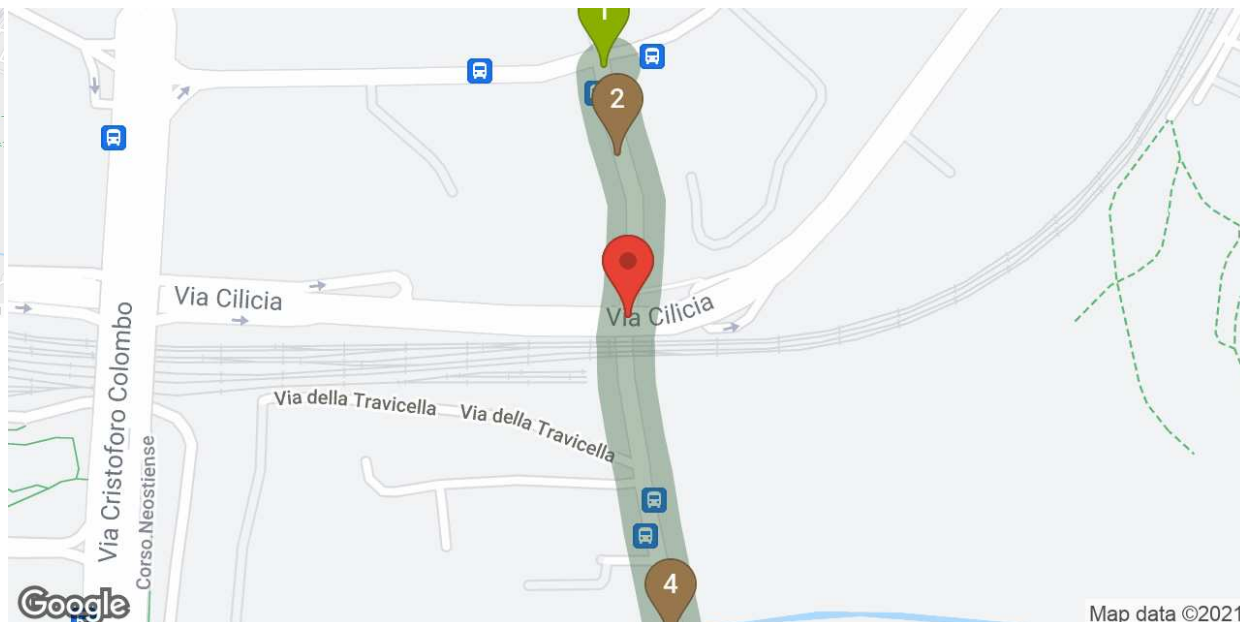 1
2
Via Cilicia
Via Cilicia
Via Cristoforo Colombo
Via della Travicella
Via della Travicella
Corso.Neostiense
4
Google
Map data ©2021